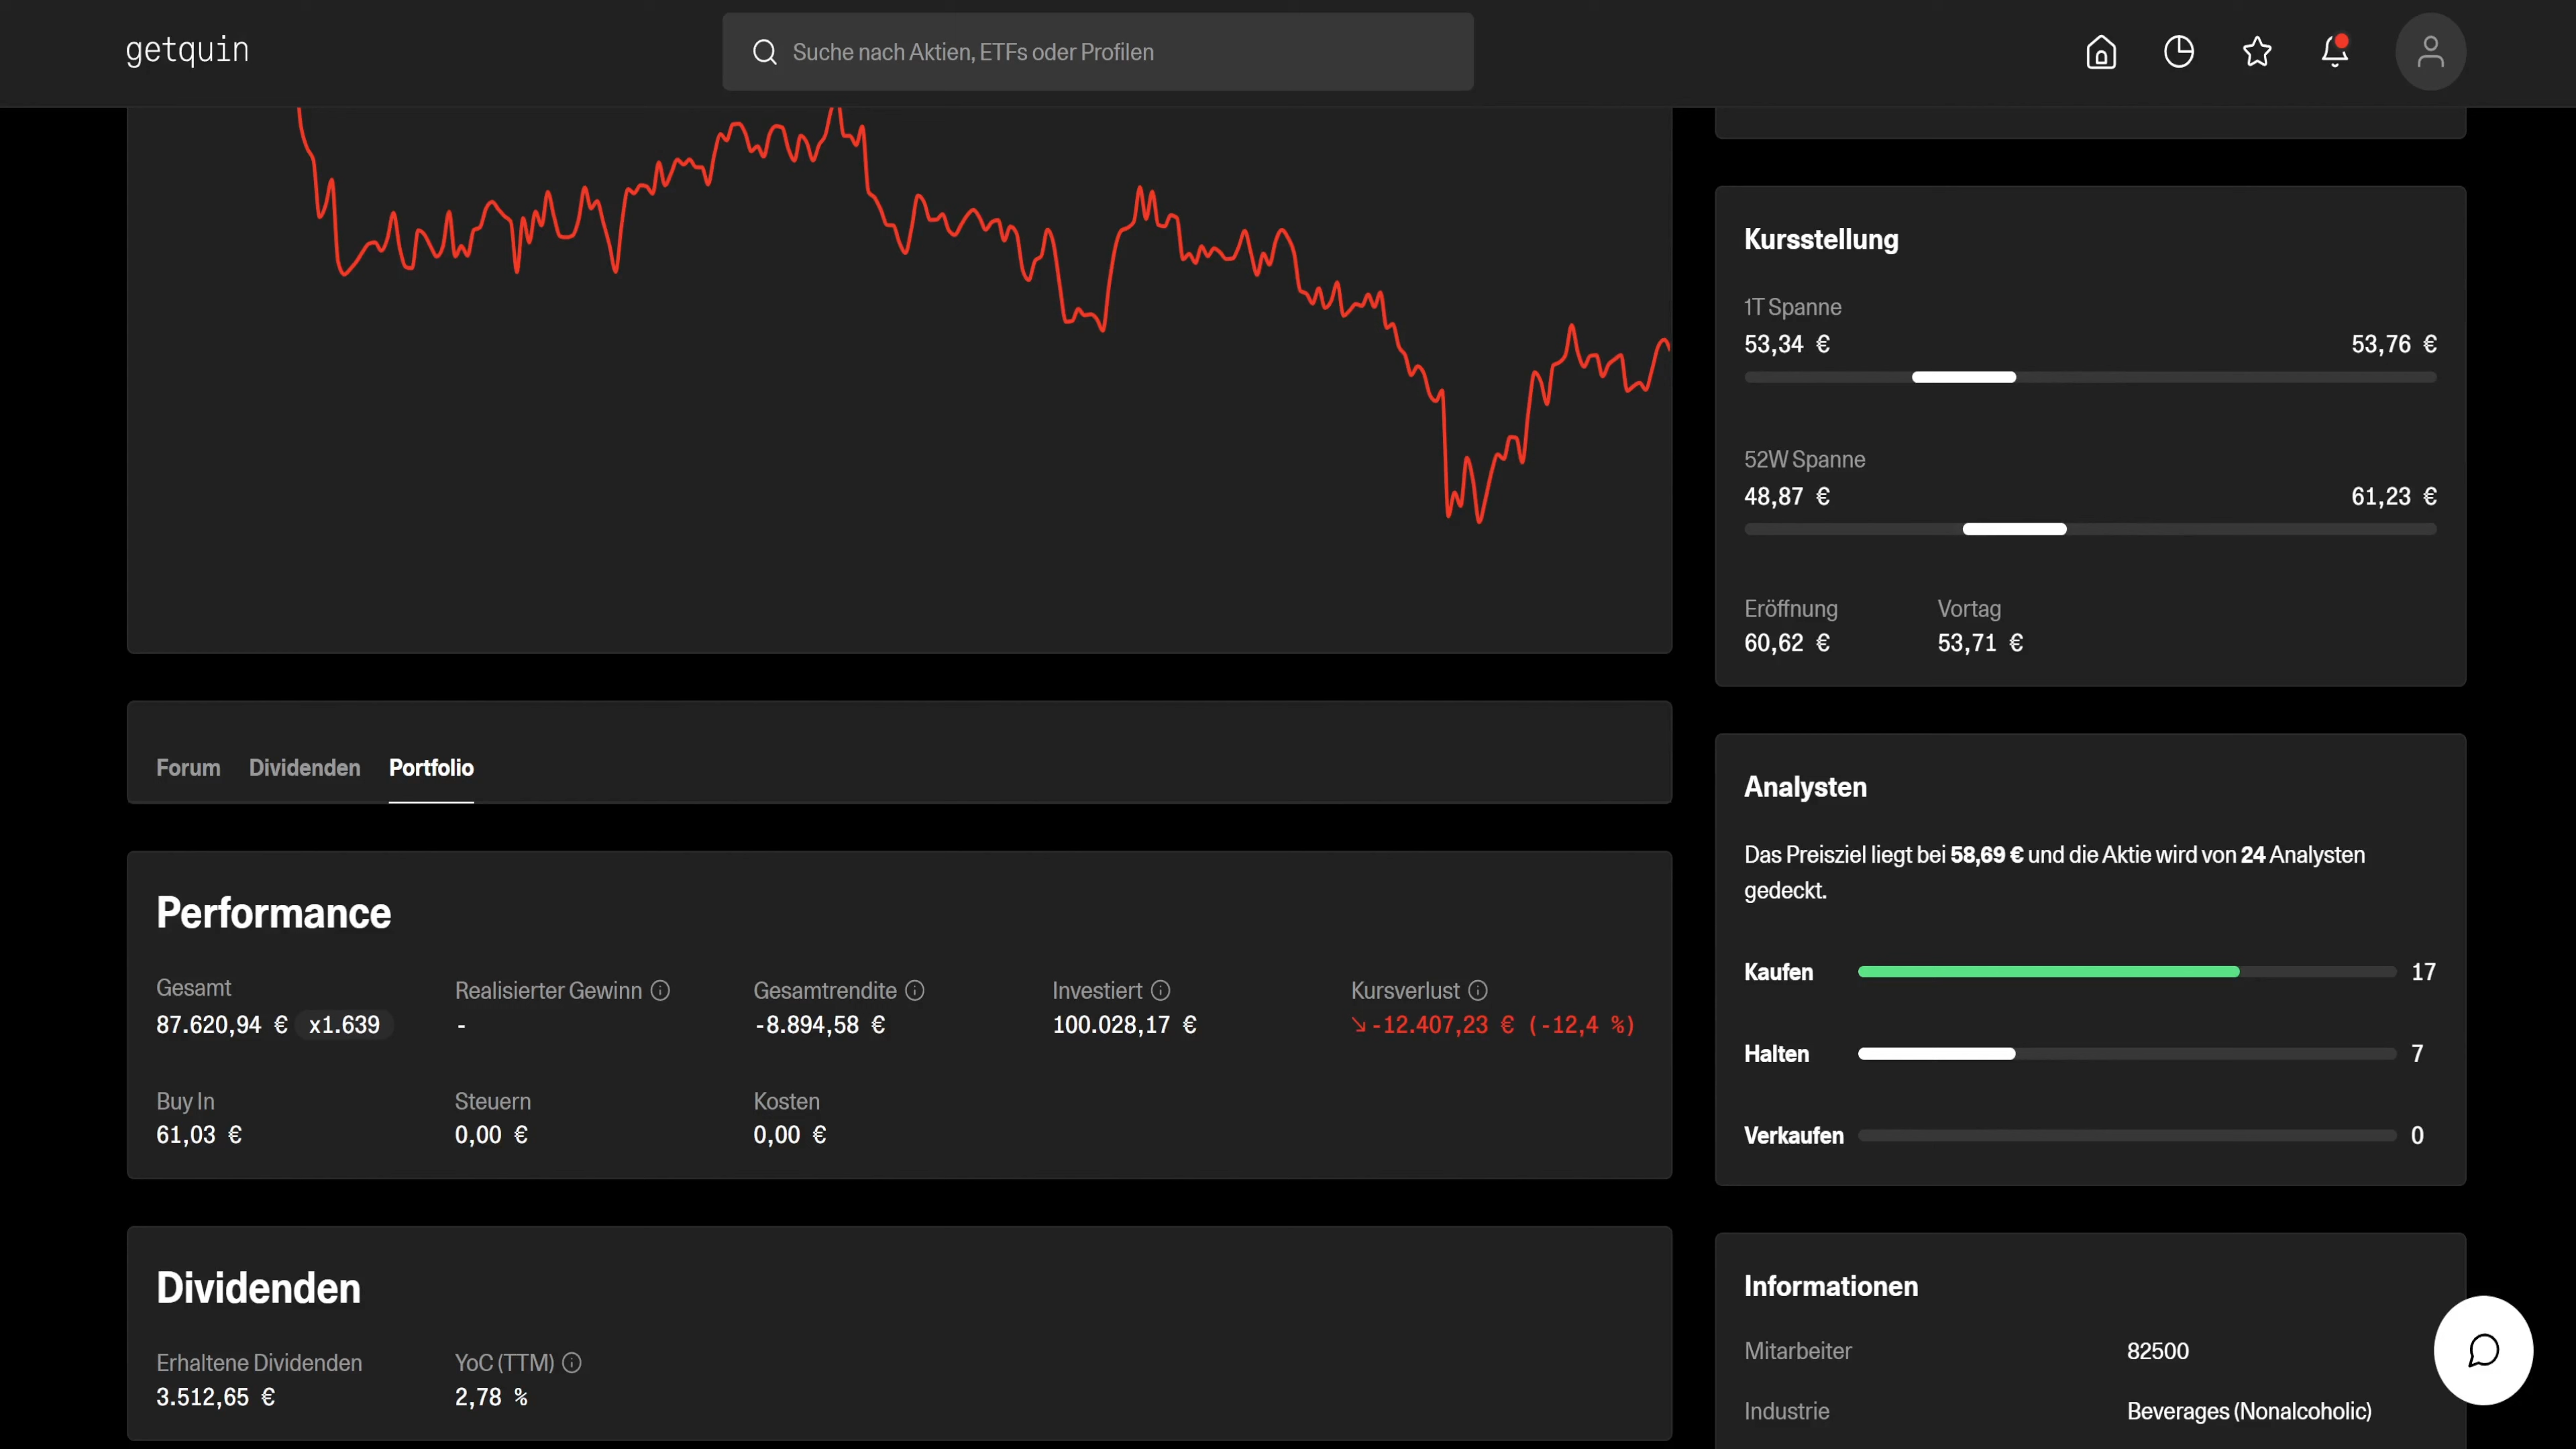 getquin
Suche nach Aktien, ETFs oder Profilen
Kursstellung
1T Spanne
53,34 €
53,76 €
52W Spanne
48,87 €
61,23 €
Eröffnung
Vortag
60,62 €
53,71 €
Forum
Dividenden
Portfolio
Analysten
Das Preisziel liegt bei 58,69 € und die Aktie wird von 24 Analysten
gedeckt.
Kaufen
17
Halten
7
Verkaufen
0
Performance
Gesamt
87.620,94 € x1.639
Realisierter Gewinn
-
Gesamtrendite
-8.894,58 €
Investiert
100.028,17 €
Kursverlust
-12.407,23 € (-12,4 %)
Buy In
61,03 €
Steuern
0,00 €
Kosten
0,00 €
Dividenden
Erhaltene Dividenden
3.512,65 €
YoC (TTM)
2,78 %
Informationen
Mitarbeiter
82500
Industrie
Beverages (Nonalcoholic)